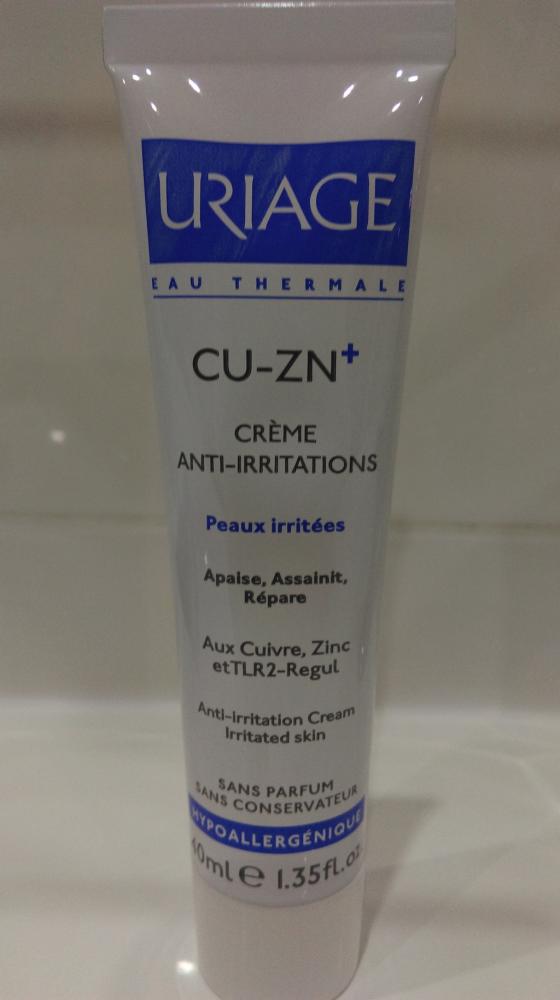 URIAGE
EAU THERMALE
CU-ZN+
CRÈME
ANTI-IRRITATIONS
Peaux irritées
Apaise, Assainit,
Répare
Aux Cuivre, Zinc
etTLR2-Regul
Anti-irritation Cream
Irritated skin
SANS PARFUM
SANS CONSERVATEUR
HYPOALLERGÉNIQUE
40ml e 1.35fl.oz.